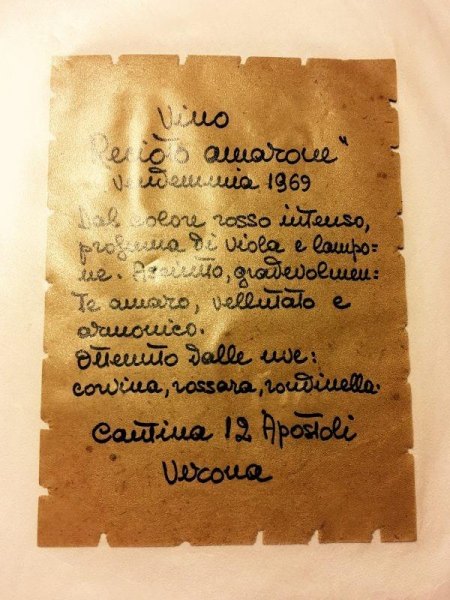 Vino
"Recioto amarone"
Vendemmia 1969
Dal colore rosso intenso,
profuma di viola e lampo=
ne. Asciutto, gradevolmen=
te amaro, vellutato e
armonico.
Ottenuto dalle uve:
corvina, rossara, rondinella.
Cantina 12 Apostoli
Verona